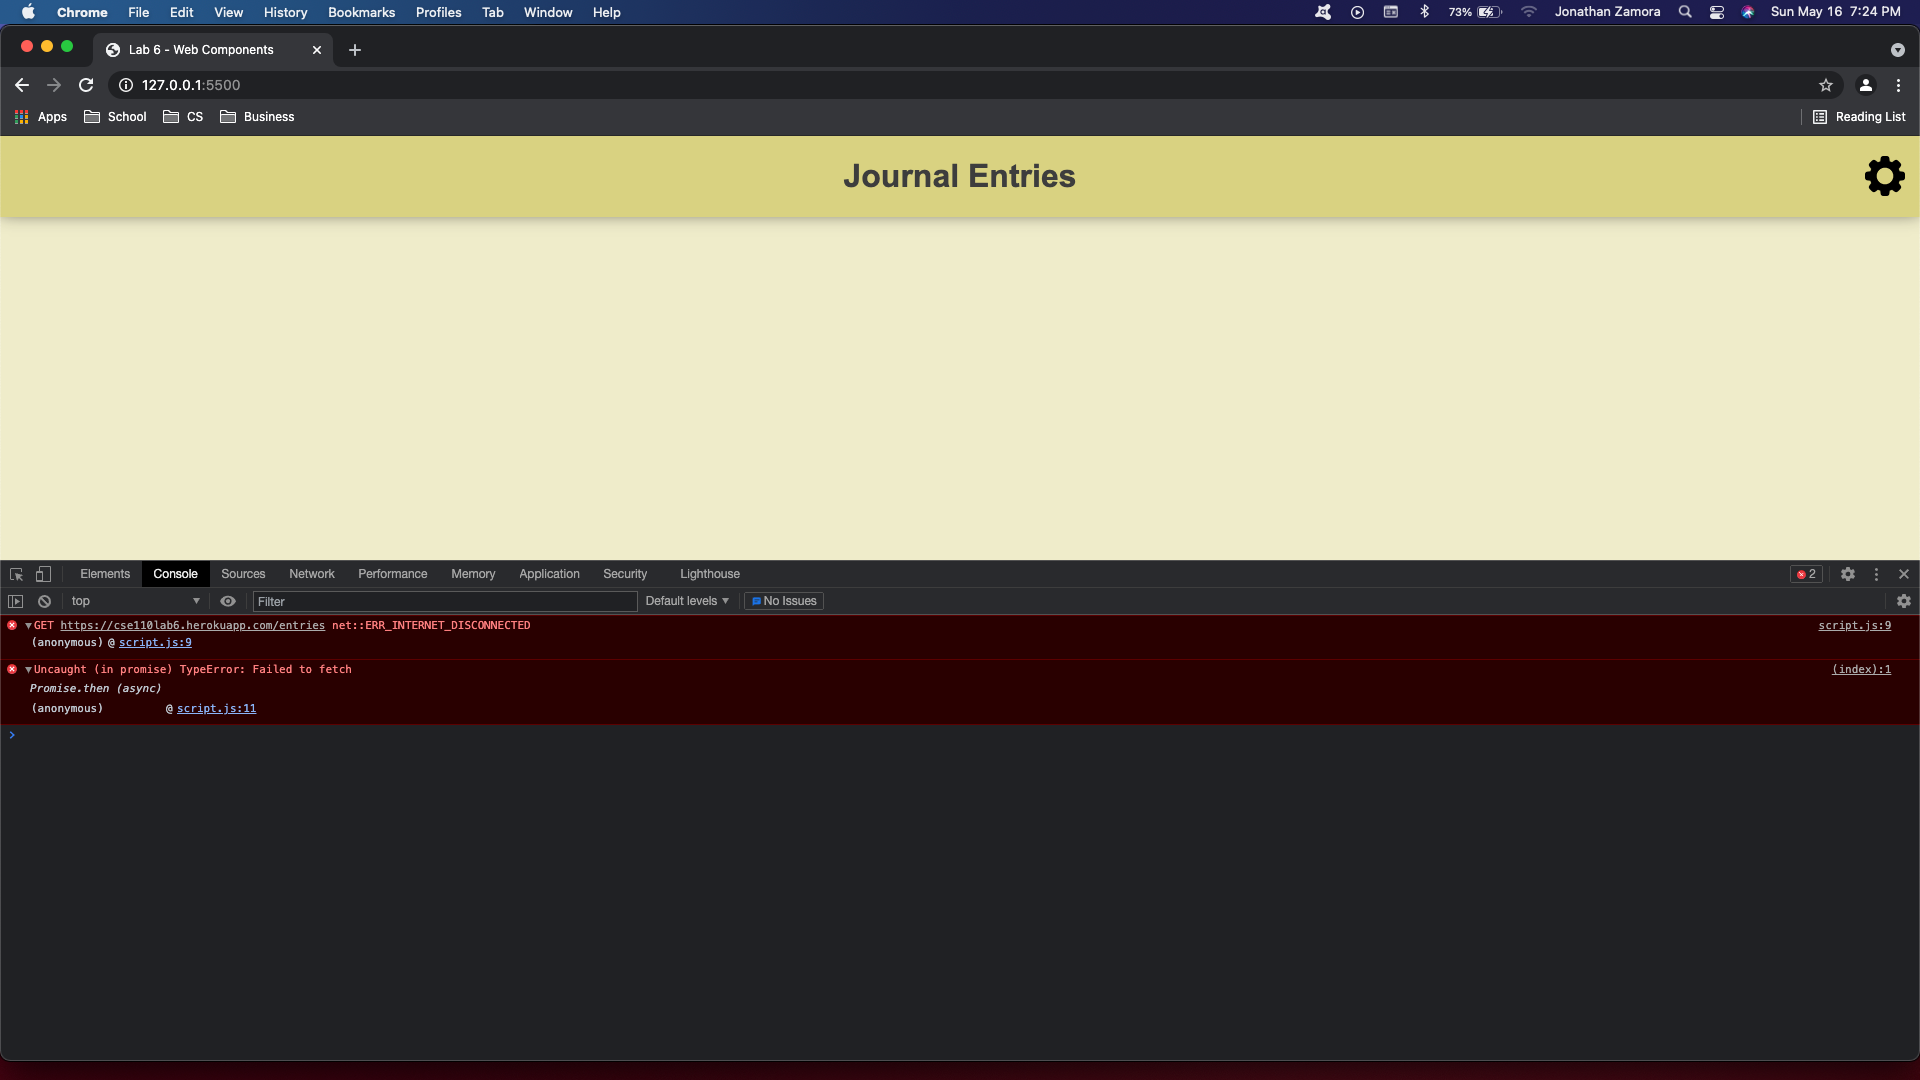 Chrome File Edit View History Bookmarks Profiles Tab Window Help 73% Jonathan Zamora Sun May 16 7:24 PM
Lab 6 - Web Components
127.0.0.1:5500
Apps School CS Business Reading List
Journal Entries
Elements Console Sources Network Performance Memory Application Security Lighthouse 2
top Filter Default levels No Issues
GET https://cse110lab6.herokuapp.com/entries net::ERR_INTERNET_DISCONNECTED script.js:9
(anonymous) @ script.js:9
Uncaught (in promise) TypeError: Failed to fetch (index):1
Promise.then (async)
(anonymous) @ script.js:11